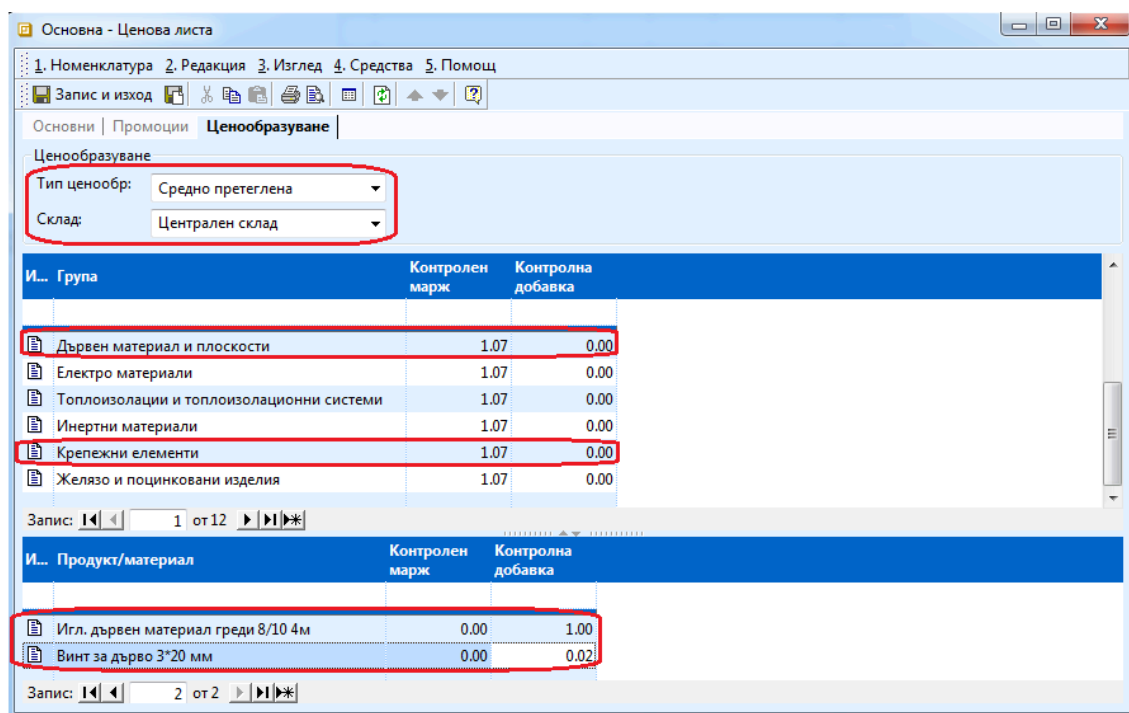 Основна - Ценова листа
1. Номенклатура 2. Редакция 3. Изглед 4. Средства 5. Помощ
Запис и изход
Основни | Промоции Ценообразуване
Ценообразуване
Тип ценообр: Средно претеглена
Склад: Централен склад
И... Група Контролен марж Контролна добавка
Дървен материал и плоскости 1.07 0.00
Електро материали 1.07 0.00
Топлоизолации и топлоизолационни системи 1.07 0.00
Инертни материали 1.07 0.00
Крепежни елементи 1.07 0.00
Желязо и поцинковани изделия 1.07 0.00
Запис: 1 от 12
И... Продукт/материал Контролен марж Контролна добавка
Игл. дървен материал греди 8/10 4м 0.00 1.00
Винт за дърво 3*20 мм 0.00 0.02
Запис: 2 от 2